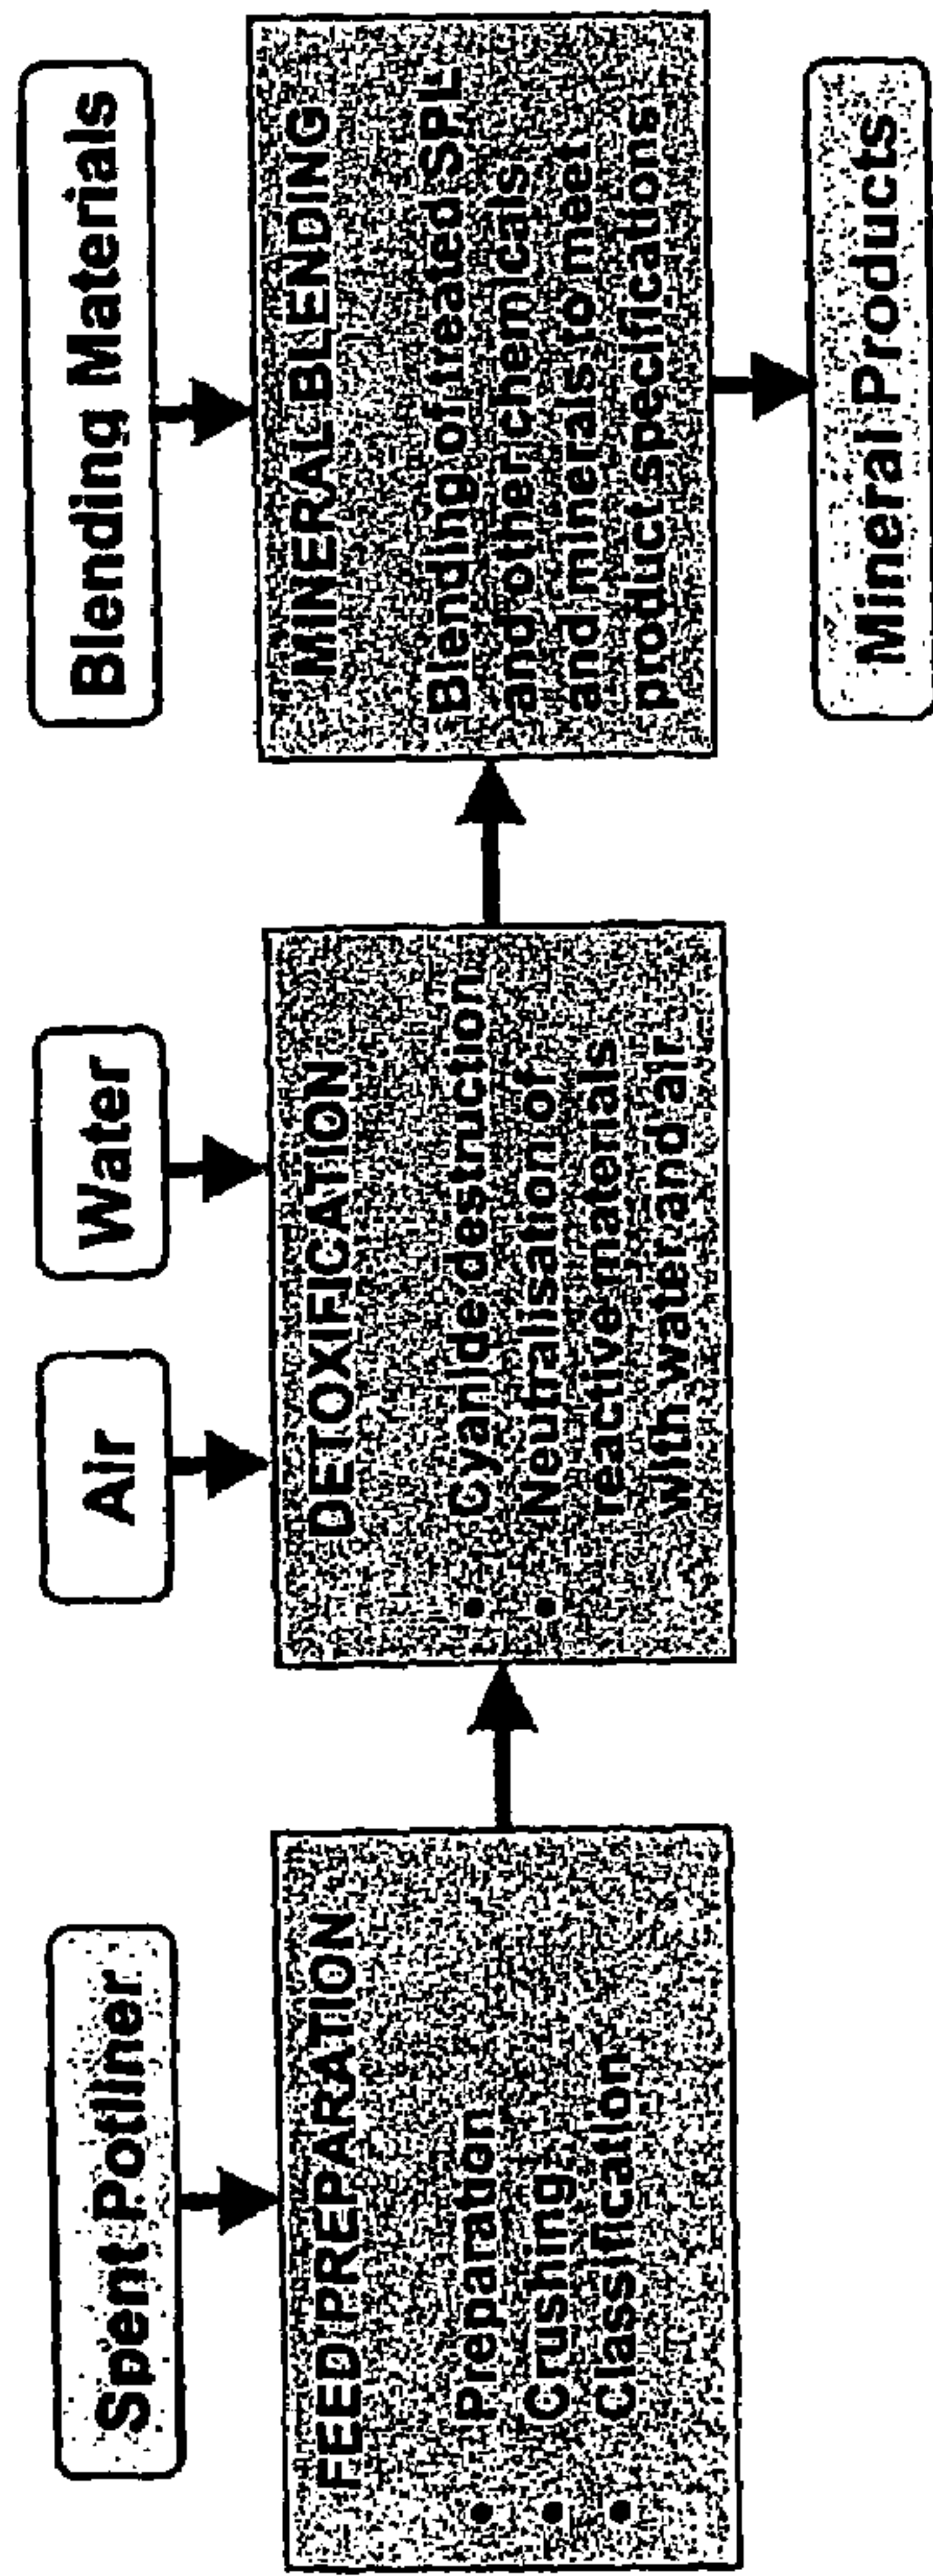 Spent Potliner
FEED PREPARATION
• Preparation
• Crushing
• Classification
Air
Water
DETOXIFICATION
• Cyanide destruction
• Neutralisation of
reactive materials
with water and air
Blending Materials
MINERAL BLENDING
Blending of treated SPL
and other chemicals
and minerals to meet
product specifications
Mineral Products